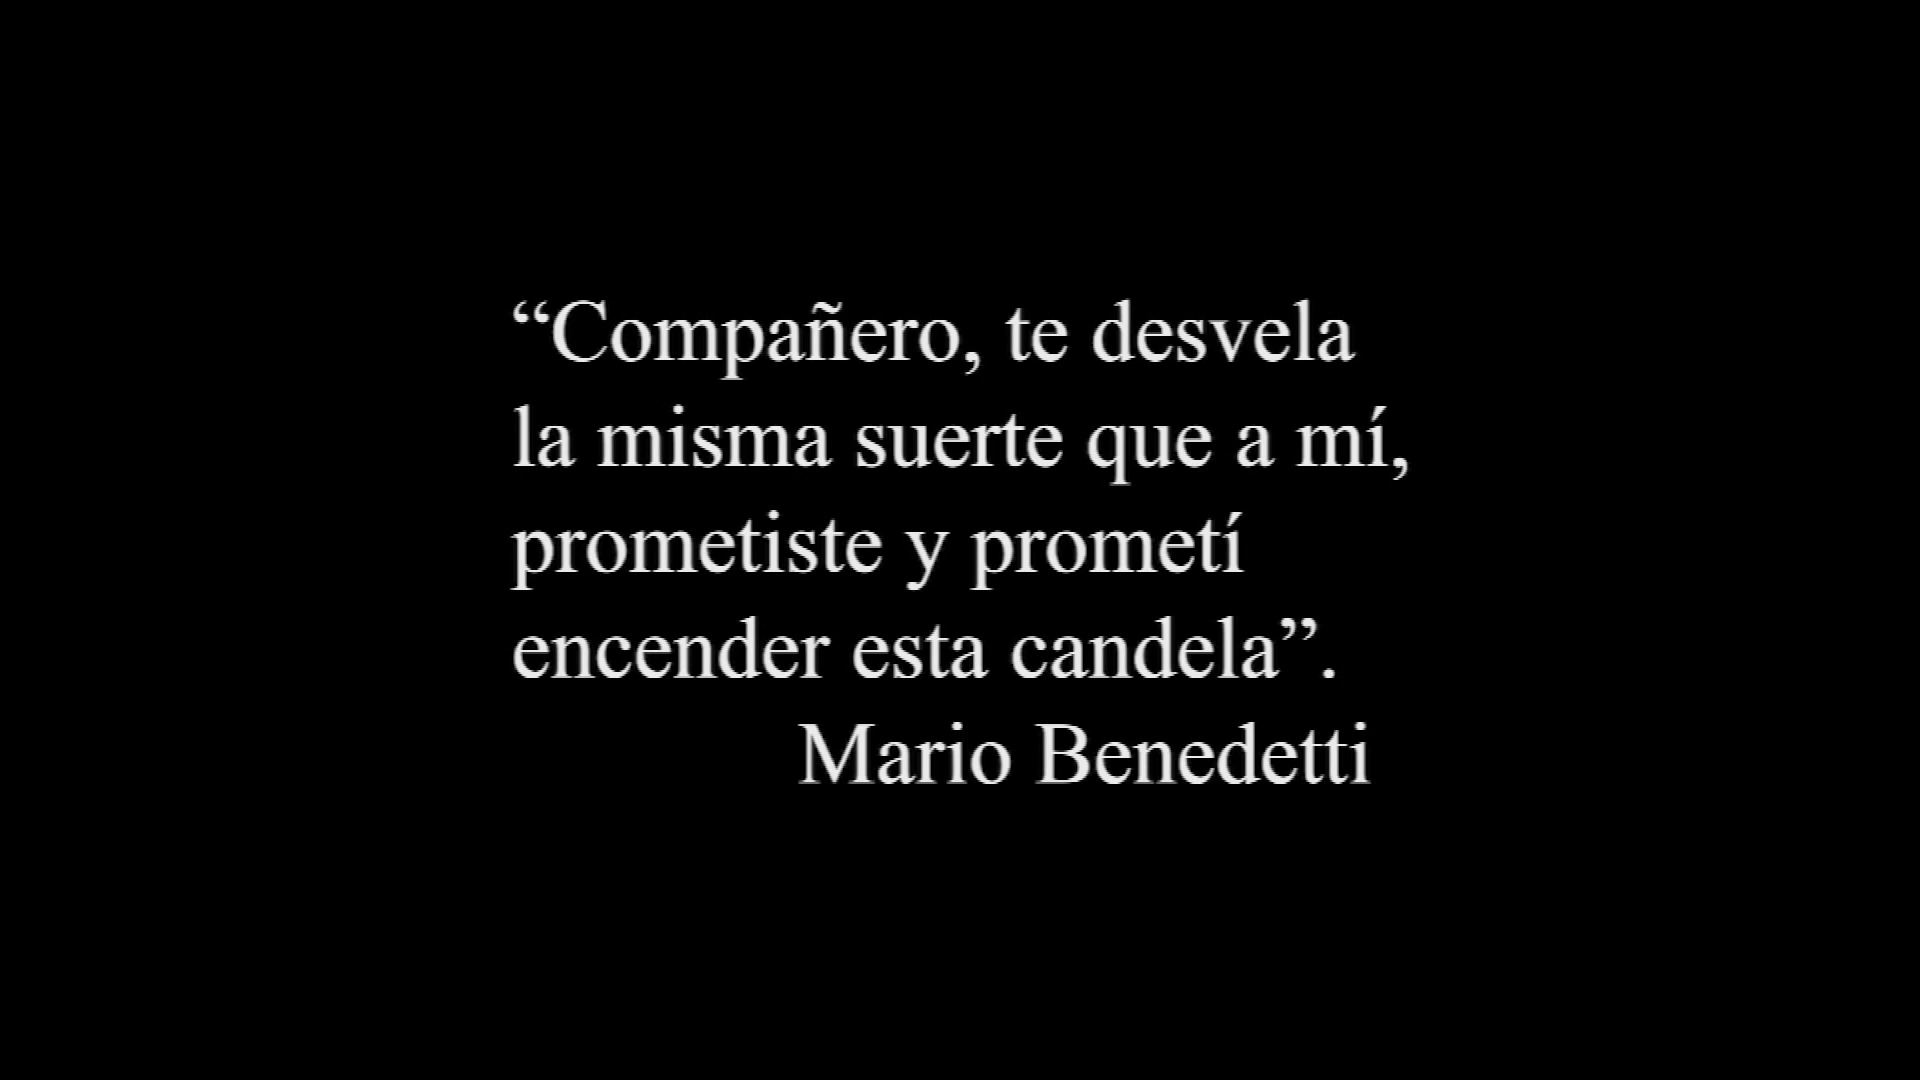 “Compañero, te desvela
la misma suerte que a mí,
prometiste y prometí
encender esta candela”.
Mario Benedetti